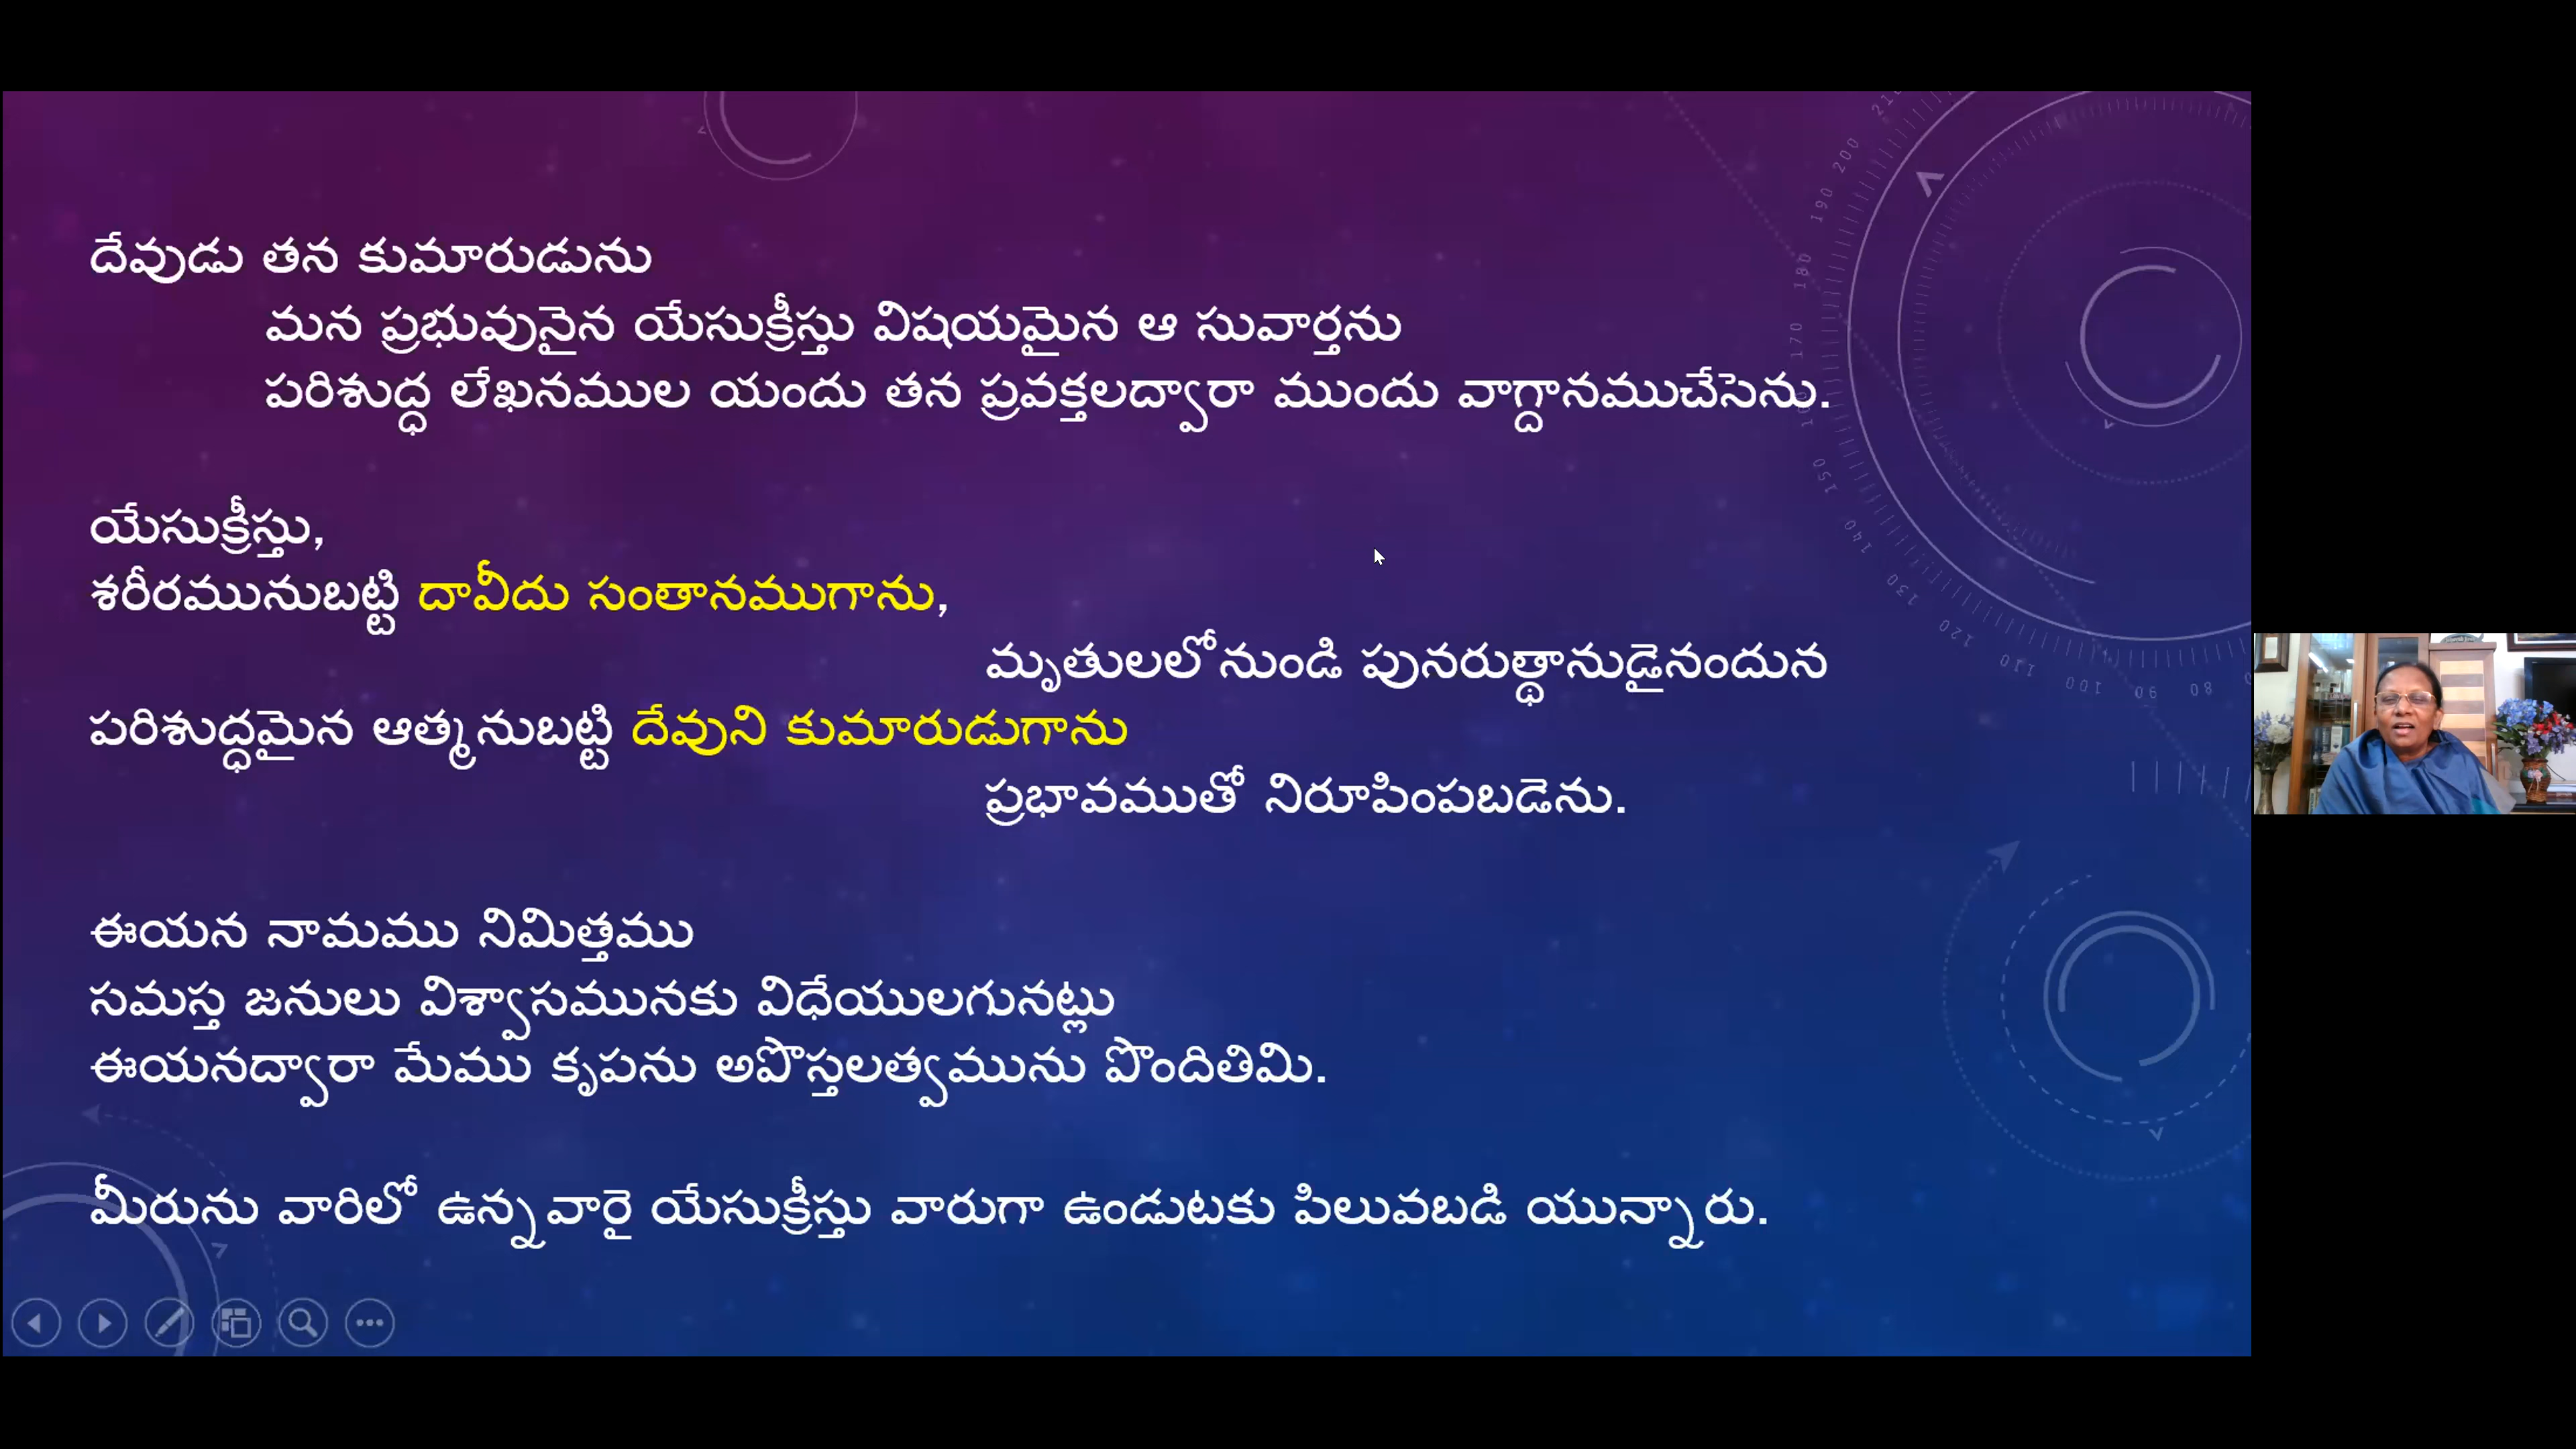 దేవుడు తన కుమారుడును
మన ప్రభువునైన యేసుక్రీస్తు విషయమైన ఆ సువార్తను
పరిశుద్ధ లేఖనముల యందు తన ప్రవక్తలద్వారా ముందు వాగ్దానముచేసెను.
యేసుక్రీస్తు,
శరీరమునుబట్టి దావీదు సంతానముగాను,
మృతులలోనుండి పునరుత్థానుడైనందున
పరిశుద్ధమైన ఆత్మనుబట్టి దేవుని కుమారుడుగాను
ప్రభావముతో నిరూపింపబడెను.
ఈయన నామము నిమిత్తము
సమస్త జనులు విశ్వాసమునకు విధేయులగునట్లు
ఈయనద్వారా మేము కృపను అపొస్తలత్వమును పొందితిమి.
మీరును వారిలో ఉన్నవారై యేసుక్రీస్తు వారుగా ఉండుటకు పిలువబడి యున్నారు.